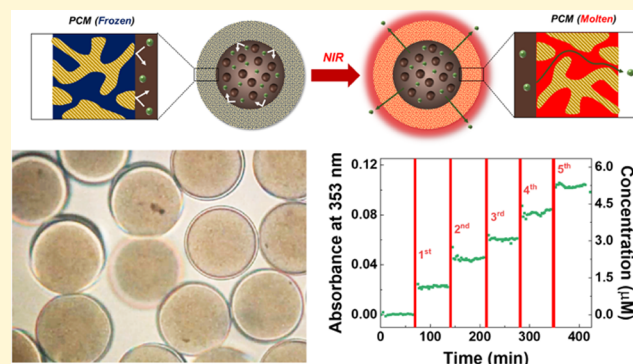 PCM (Frozen)
NIR
PCM (Molten)
Absorbance at 353 nm
0.12
0.08
0.04
0.00
1st
2nd
3rd
4th
5th
6.0
4.5
3.0
1.5
0.0
Concentration (μM)
0
100
200
300
400
Time (min)